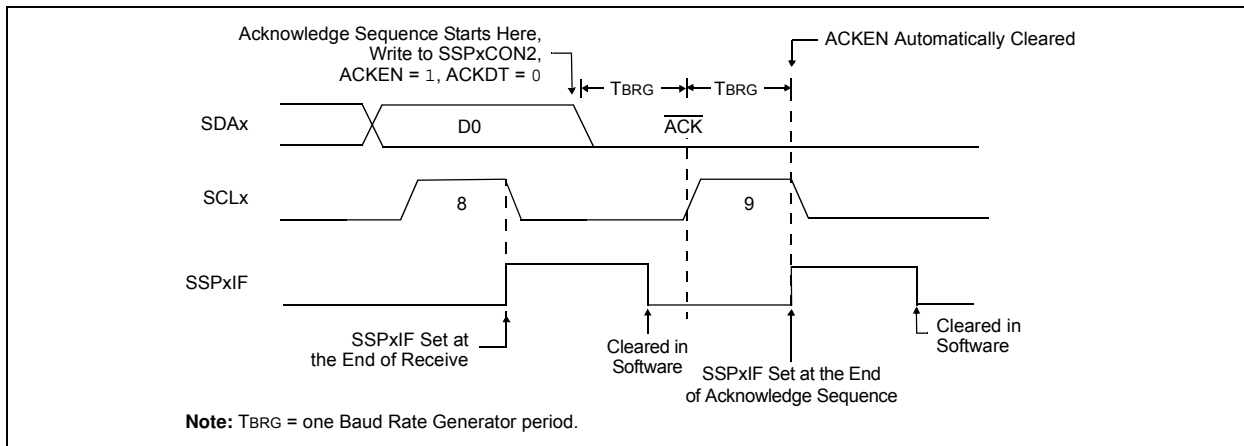 Acknowledge Sequence Starts Here,
Write to SSPxCON2,
ACKEN = 1, ACKDT = 0
ACKEN Automatically Cleared
TBRG
TBRG
SDAx
D0
ACK
SCLx
8
9
SSPxIF
SSPxIF Set at
the End of Receive
Cleared in
Software
SSPxIF Set at the End
of Acknowledge Sequence
Cleared in
Software
Note: TBRG = one Baud Rate Generator period.